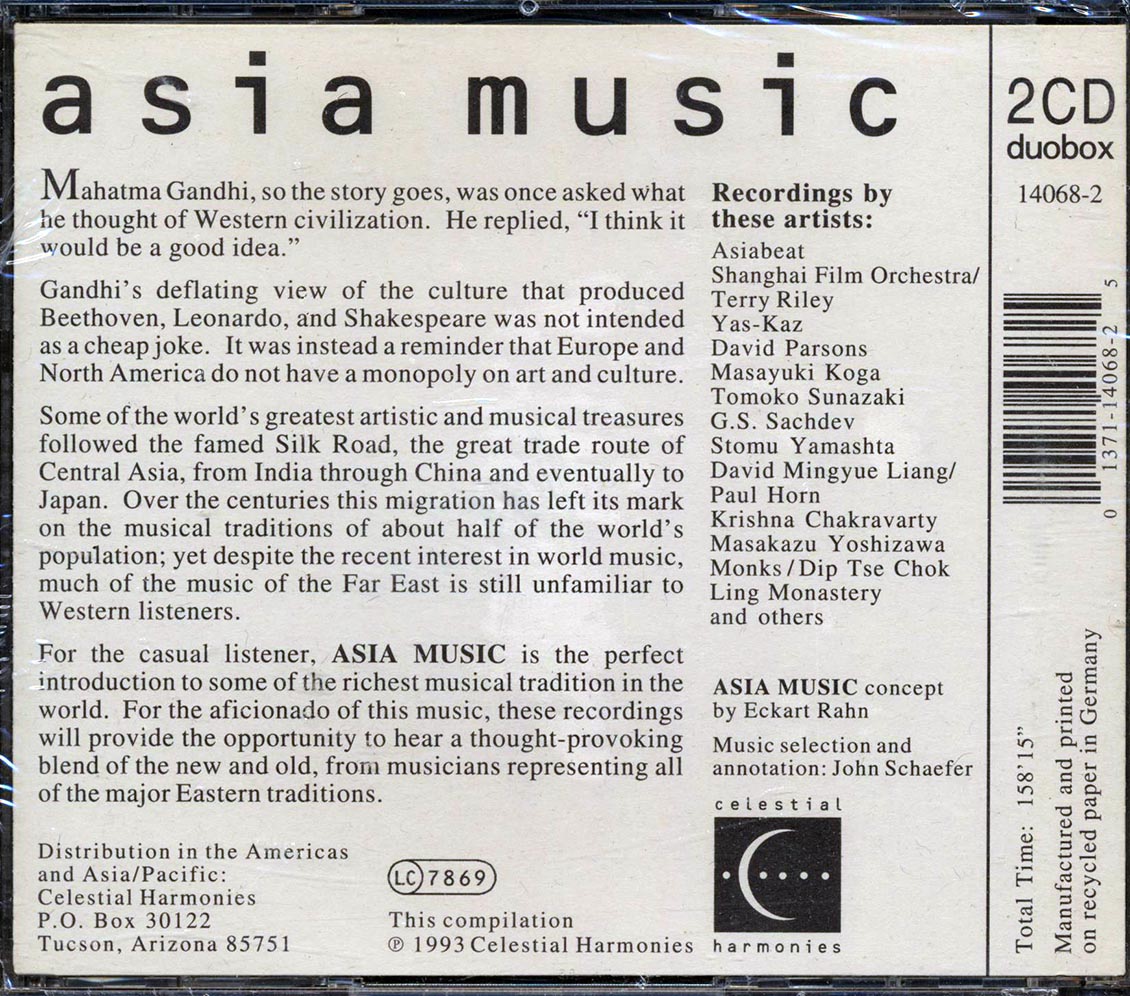 asia music
Mahatma Gandhi, so the story goes, was once asked what
he thought of Western civilization. He replied, “I think it
would be a good idea.”
Gandhi’s deflating view of the culture that produced
Beethoven, Leonardo, and Shakespeare was not intended
as a cheap joke. It was instead a reminder that Europe and
North America do not have a monopoly on art and culture.
Some of the world’s greatest artistic and musical treasures
followed the famed Silk Road, the great trade route of
Central Asia, from India through China and eventually to
Japan. Over the centuries this migration has left its mark
on the musical traditions of about half of the world’s
population; yet despite the recent interest in world music,
much of the music of the Far East is still unfamiliar to
Western listeners.
For the casual listener, ASIA MUSIC is the perfect
introduction to some of the richest musical tradition in the
world. For the aficionado of this music, these recordings
will provide the opportunity to hear a thought-provoking
blend of the new and old, from musicians representing all
of the major Eastern traditions.
Distribution in the Americas
and Asia/Pacific:
Celestial Harmonies
P.O. Box 30122
Tucson, Arizona 85751
LC 7869
This compilation
℗ 1993 Celestial Harmonies
Recordings by
these artists:
Asiabeat
Shanghai Film Orchestra/
Terry Riley
Yas-Kaz
David Parsons
Masayuki Koga
Tomoko Sunazaki
G.S. Sachdev
Stomu Yamashta
David Mingyue Liang/
Paul Horn
Krishna Chakravarty
Masakazu Yoshizawa
Monks/Dip Tse Chok
Ling Monastery
and others
ASIA MUSIC concept
by Eckart Rahn
Music selection and
annotation: John Schaefer
celestial
harmonies
2CD
duobox
14068-2
0 1371-14068-2 5
Total Time: 158’ 15”
Manufactured and printed
on recycled paper in Germany